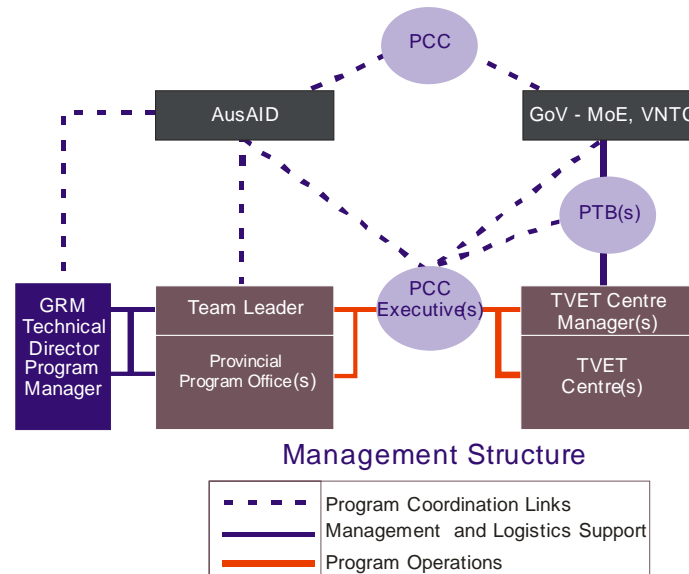 PCC
AusAID
GoV - MoE, VNTC
PTB(s)
GRM
Technical
Director
Program
Manager
Team Leader
Provincial
Program Office(s)
PCC
Executive(s)
TVET Centre
Manager(s)
TVET
Centre(s)
Management Structure
Program Coordination Links
Management and Logistics Support
Program Operations